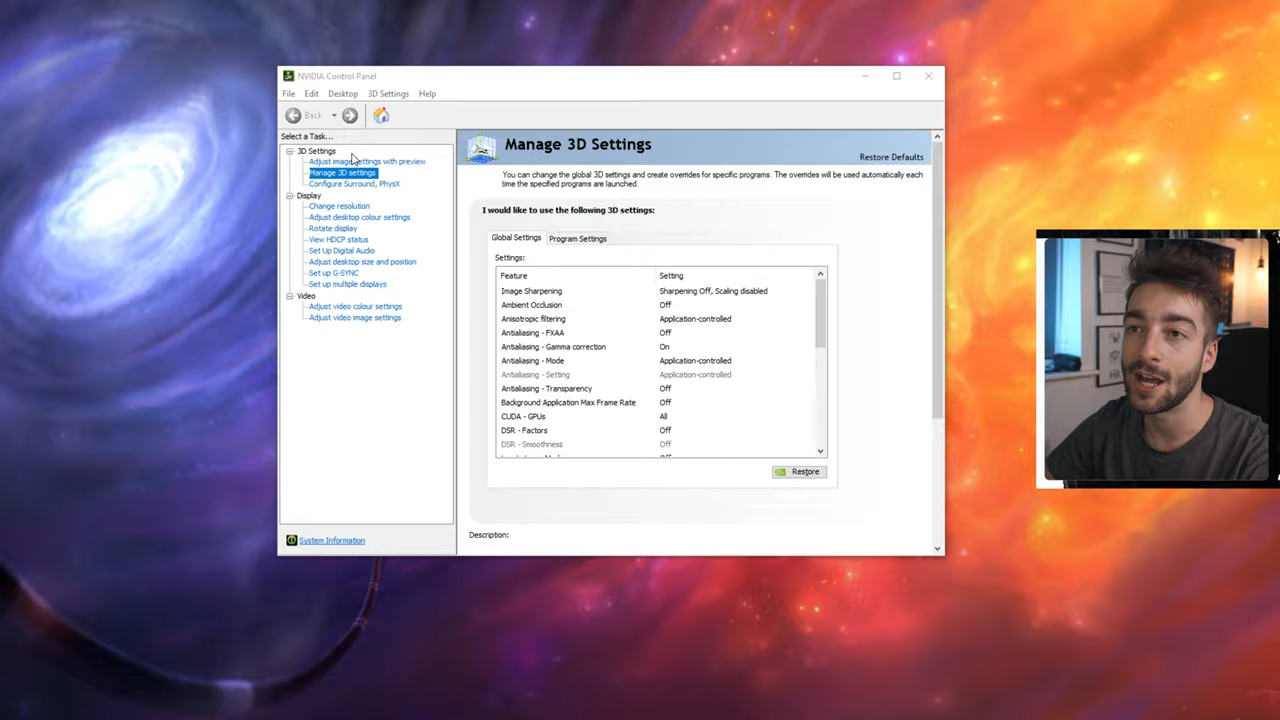 NVIDIA Control Panel
File Edit Desktop 3D Settings Help
Back
Select a Task...
3D Settings
Adjust image settings with preview
Manage 3D settings
Configure Surround, PhysX
Display
Change resolution
Adjust desktop colour settings
Rotate display
View HDCP status
Set Up Digital Audio
Adjust desktop size and position
Set up G-SYNC
Set up multiple displays
Video
Adjust video colour settings
Adjust video image settings
System Information
Manage 3D Settings
Restore Defaults
You can change the global 3D settings and create overrides for specific programs. The overrides will be used automatically each
time the specified programs are launched.
I would like to use the following 3D settings:
Global Settings Program Settings
Settings:
Feature Setting
Image Sharpening Sharpening Off, Scaling disabled
Ambient Occlusion Off
Anisotropic filtering Application-controlled
Antialiasing - FXAA Off
Antialiasing - Gamma correction On
Antialiasing - Mode Application-controlled
Antialiasing - Setting Application-controlled
Antialiasing - Transparency Off
Background Application Max Frame Rate Off
CUDA - GPUs All
DSR - Factors Off
DSR - Smoothness Off
Restore
Description: